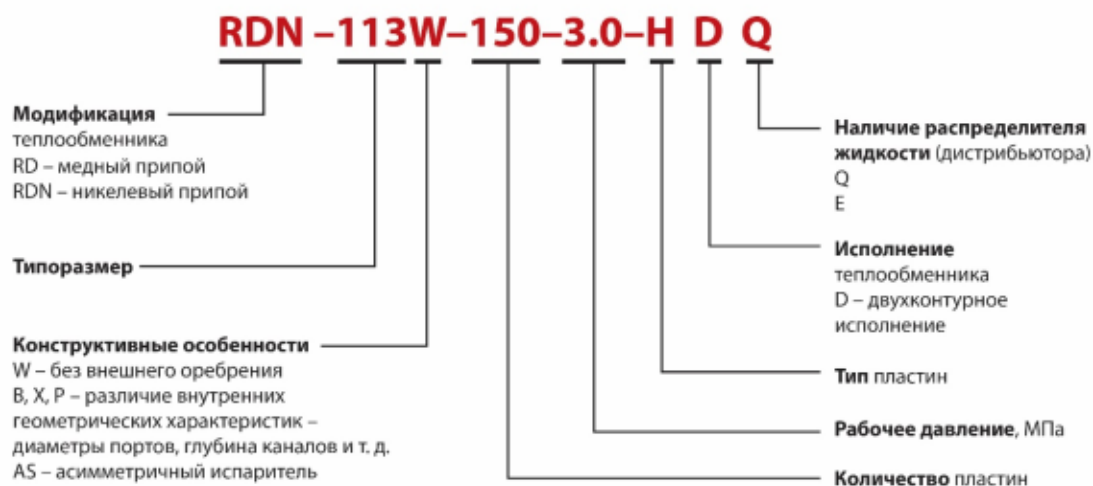 RDN –113W–150–3.0–H D Q
Модификация
теплообменника
RD – медный припой
RDN – никелевый припой
Типоразмер
Конструктивные особенности
W – без внешнего оребрения
B, X, P – различие внутренних
геометрических характеристик –
диаметры портов, глубина каналов и т. д.
AS – асимметричный испаритель
Наличие распределителя
жидкости (дистрибьютора)
Q
E
Исполнение
теплообменника
D – двухконтурное
исполнение
Тип пластин
Рабочее давление, МПа
Количество пластин